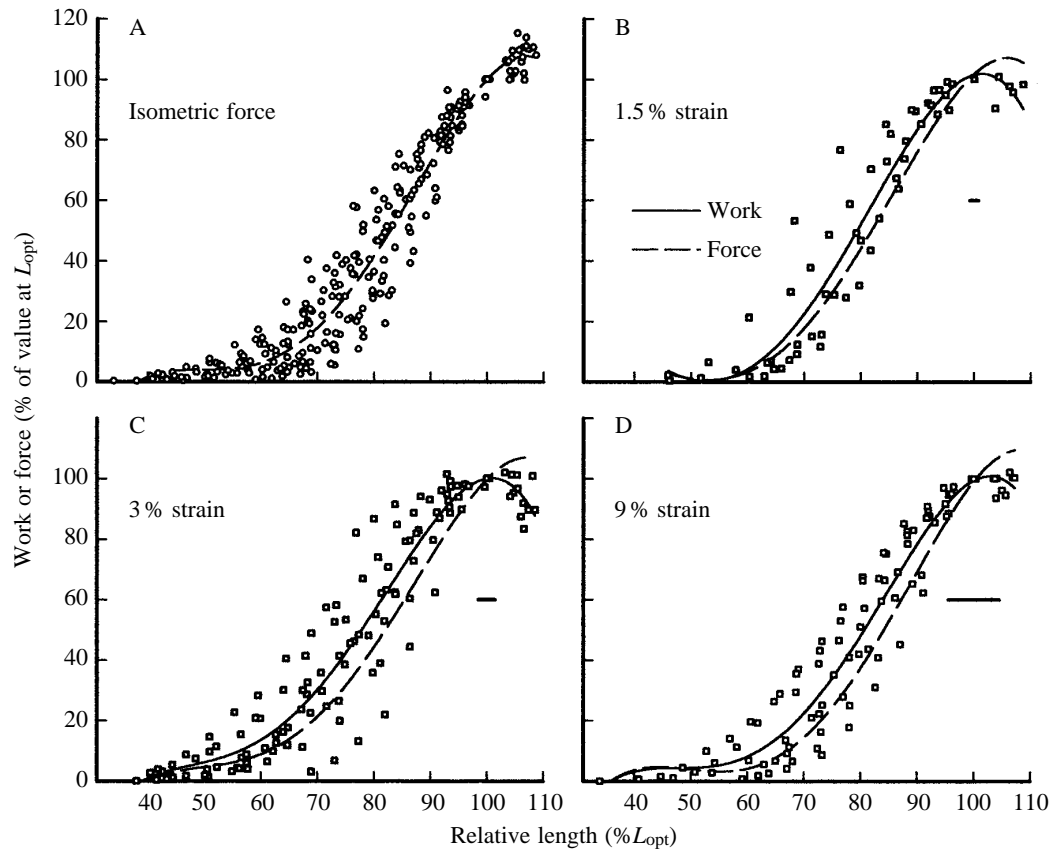 120
100
80
60
40
20
0
A
Isometric force
B
1.5 % strain
Work
Force
Work or force (% of value at Lopt)
C
3 % strain
100
80
60
40
20
0
40 50 60 70 80 90 100 110
D
9 % strain
40 50 60 70 80 90 100 110
Relative length (%Lopt)